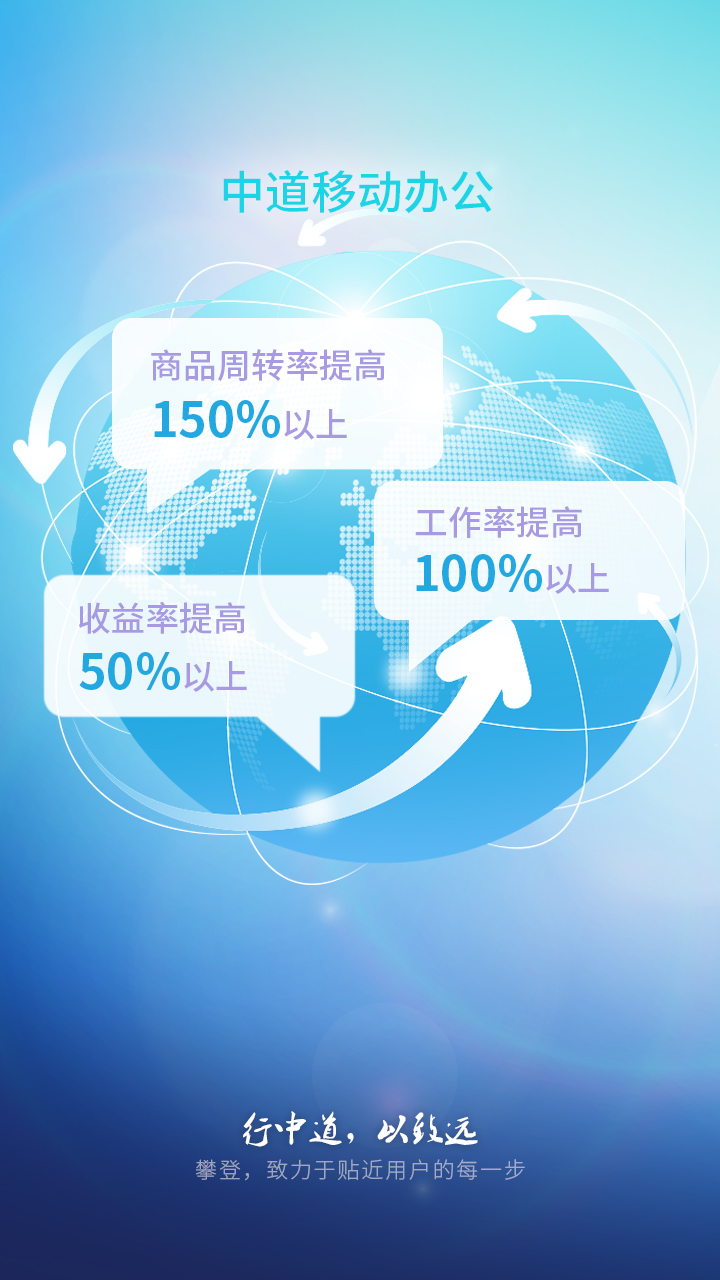 中道移动办公
商品周转率提高
150%以上
工作率提高
100%以上
收益率提高
50%以上
行中道，以致远
攀登，致力于贴近用户的每一步